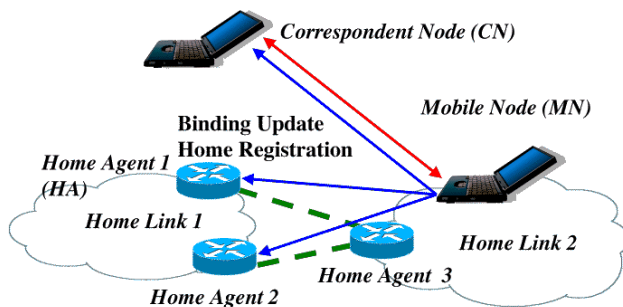 Correspondent Node (CN)
Mobile Node (MN)
Binding Update
Home Registration
Home Agent 1
(HA)
Home Link 1
Home Link 2
Home Agent 3
Home Agent 2